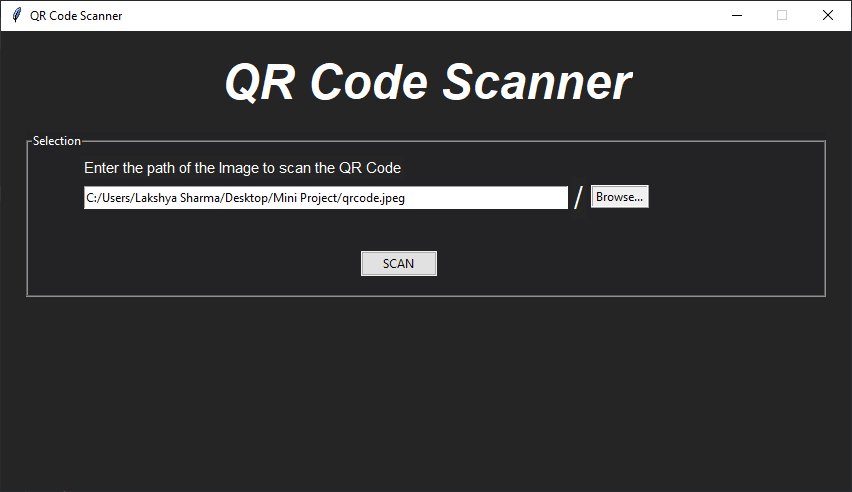 QR Code Scanner
QR Code Scanner
Selection
Enter the path of the Image to scan the QR Code
C:/Users/Lakshya Sharma/Desktop/Mini Project/qrcode.jpeg / Browse...
SCAN